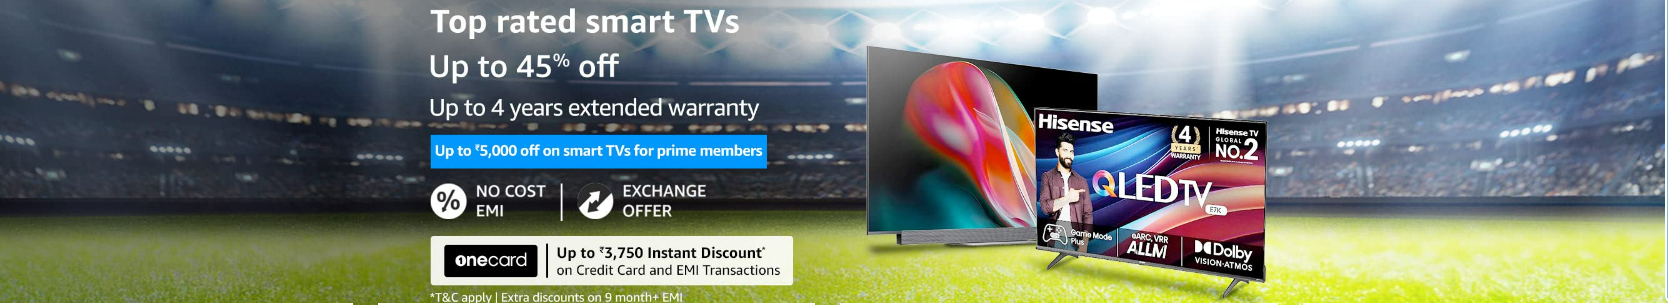 Top rated smart TVs
Up to 45% off
Up to 4 years extended warranty
Up to ₹5,000 off on smart TVs for prime members
%
NO COST
EMI
EXCHANGE
OFFER
onecard
Up to ₹3,750 Instant Discount*
on Credit Card and EMI Transactions
*T&C apply | Extra discounts on 9 month+ EMI
Hisense
4
YEARS
WARRANTY
Hisense TV
GLOBAL
NO.2
QLED TV
E7K
Game Mode
Plus
eARC, VRR
ALLM
Dolby
VISION·ATMOS